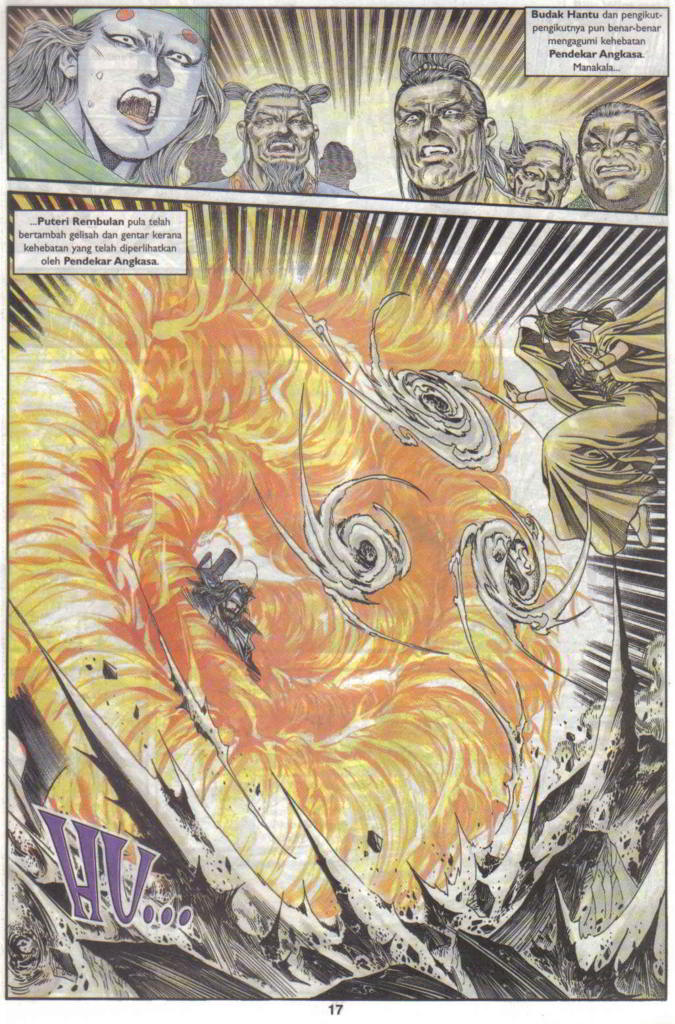 Budak Hantu dan pengikut-
pengikutnya pun benar-benar
mengagumi kehebatan
Pendekar Angkasa.
Manakala...
...Puteri Rembulan pula telah
bertambah gelisah dan gentar kerana
kehebatan yang telah diperlihatkan
oleh Pendekar Angkasa.
HU...
17